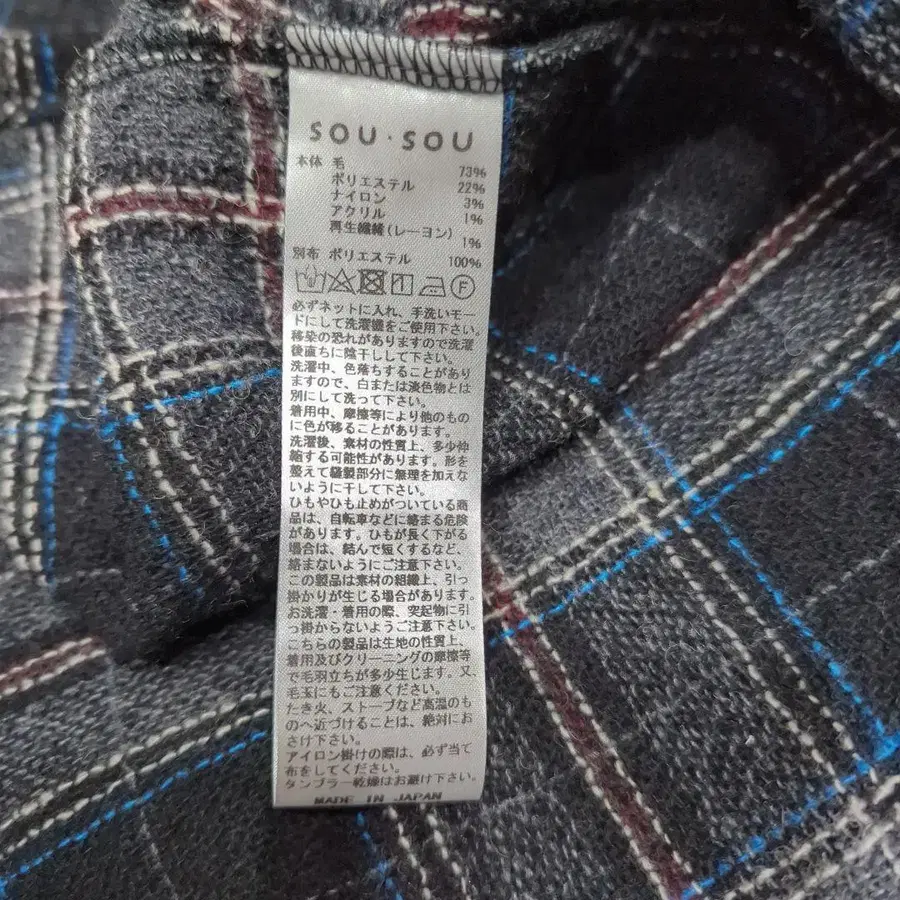 SOU・SOU
本体 毛 73%
ポリエステル 22%
ナイロン 3%
アクリル 1%
再生繊維(レーヨン) 1%
別布 ポリエステル 100%
必ずネットに入れ、手洗いモー
ドにして洗濯機をご使用下さい。
移染の恐れがありますので洗濯
後直ちに陰干しして下さい。
洗濯中、色落ちすることがあり
ますので、白または淡色物とは
別にして洗って下さい。
着用中、摩擦等により他のもの
に色が移ることがあります。
洗濯後、素材の性質上、多少伸
縮する可能性があります。形を
整えて縫製部分に無理を加えな
いように干して下さい。
ひもやひも止めがついている商
品は、自転車などに絡まる危険
があります。ひもが長く下がる
場合は、結んで短くするなど、
絡まないようにご注意下さい。
この製品は素材の組織上、引っ
掛かりが生じる場合があります。
お洗濯・着用の際、突起物に引
っ掛からないようご注意下さい。
こちらの製品は生地の性質上、
着用及びクリーニングの摩擦等
で毛羽立ちが多少生じます。又、
毛玉にもご注意ください。
たき火、ストーブなど高温のも
のへ近づけることは、絶対にお
さけ下さい。
アイロン掛けの際は、必ず当て
布をしてください。
タンブラー乾燥はお避け下さい。
MADE IN JAPAN